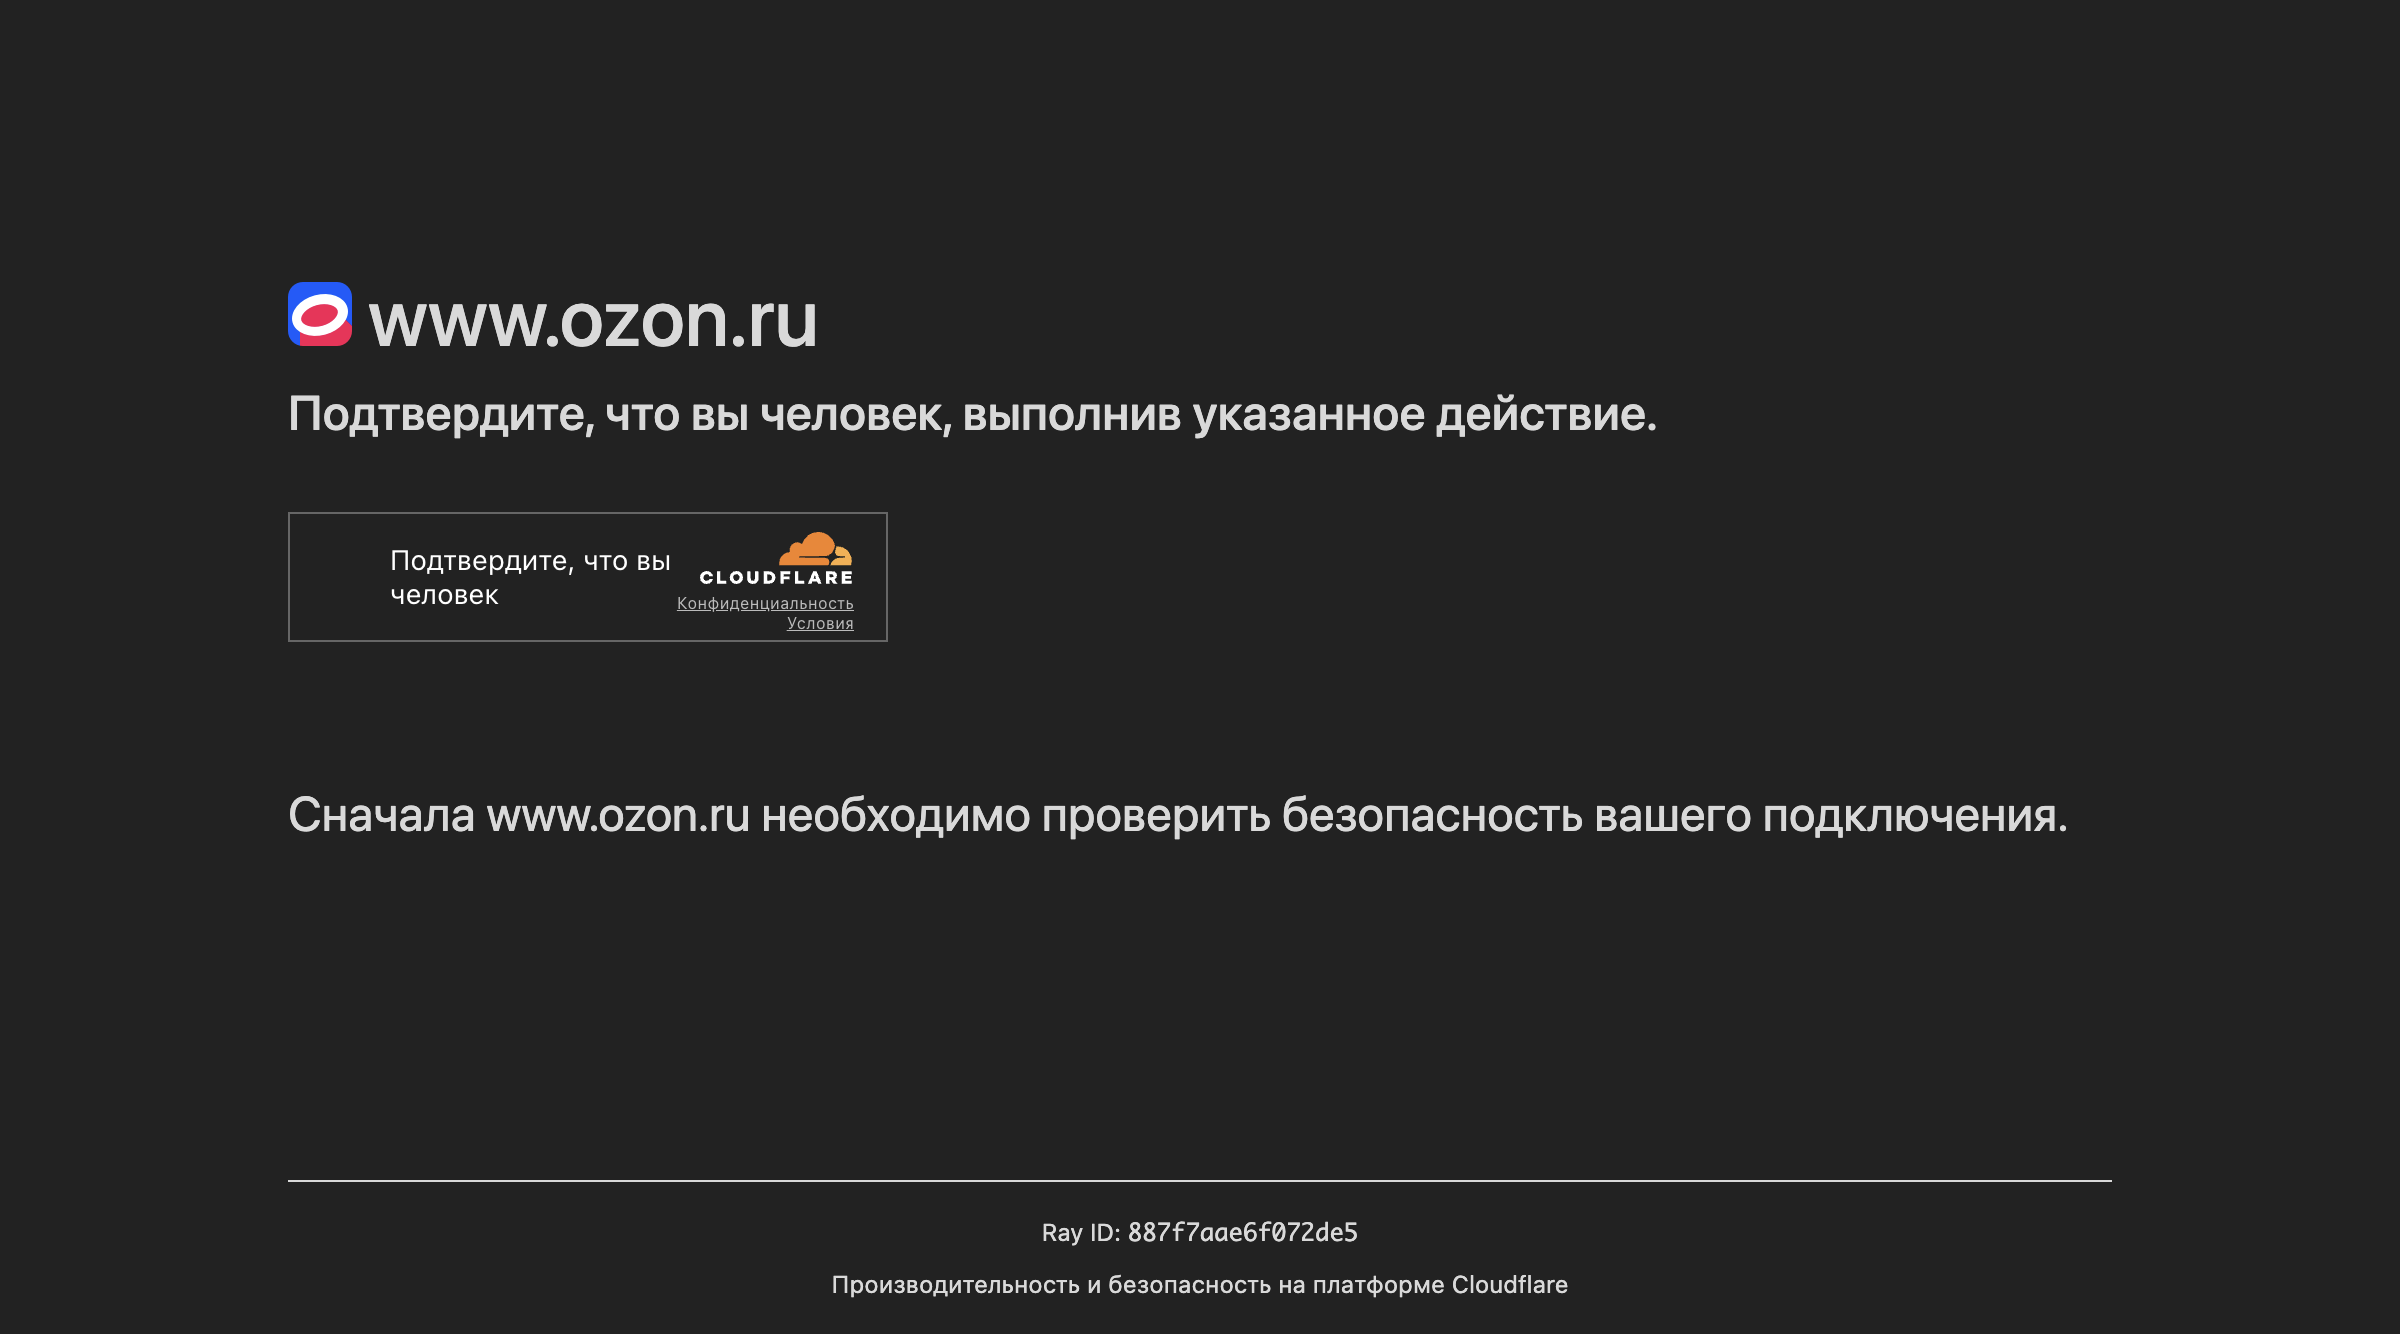 www.ozon.ru
Подтвердите, что вы человек, выполнив указанное действие.
Подтвердите, что вы
человек
CLOUDFLARE
Конфиденциальность
Условия
Сначала www.ozon.ru необходимо проверить безопасность вашего подключения.
Ray ID: 887f7aae6f072de5
Производительность и безопасность на платформе Cloudflare